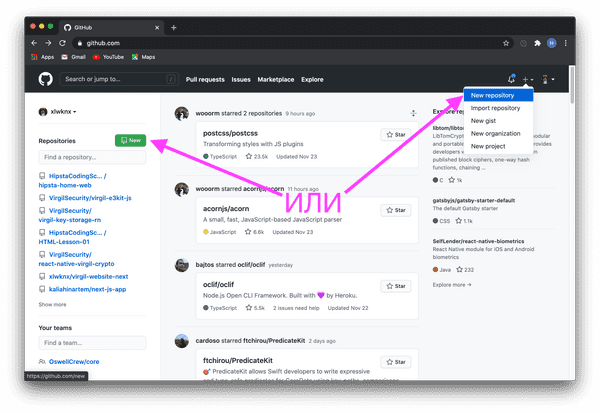 GitHub
github.com
H
Apps Gmail YouTube Maps
Search or jump to... / Pull requests Issues Marketplace Explore
New repository
Import repository
New gist
New organization
New project
xlwknx
Repositories New
Find a repository...
HipstaCodingSc... /
hipsta-home-web
VirgilSecurity/virgil-e3kit-js
VirgilSecurity/
virgil-key-storage-rn
HipstaCodingSc... /
HTML-Lesson-01
VirgilSecurity/
react-native-virgil-crypto
xlwknx/virgil-website-next
kaliahinartem/next-js-app
Show more
Your teams
Find a team...
OswellCrew/core
https://github.com/new
wooorm starred 2 repositories 9 hours ago
postcss/postcss Star
Transforming styles with JS plugins
TypeScript 23.5k Updated Nov 23
wooorm starred acornjs/acorn 11 hours ago
acornjs/acorn Star
A small, fast, JavaScript-based JavaScript parser
JavaScript 6.6k Updated Nov 23
ИЛИ
bajtos starred oclif/oclif yesterday
oclif/oclif Star
Node.js Open CLI Framework. Built with 💜 by Heroku.
TypeScript 5.5k 2 issues need help Updated Nov 22
cardoso starred ftchirou/PredicateKit 2 days ago
ftchirou/PredicateKit Star
🎯 PredicateKit allows Swift developers to write expressive
Explore repo
libtom/libto
LibTomCrypt
and portable
provides
developers
published block ciphers, one-way hash
functions, chaining ...
C 1k
gatsbyjs/gatsby-starter-default
The default Gatsby starter
CSS 1.1k
SelfLender/react-native-biometrics
React Native module for iOS and Android
biometrics
Java 232
Explore more →